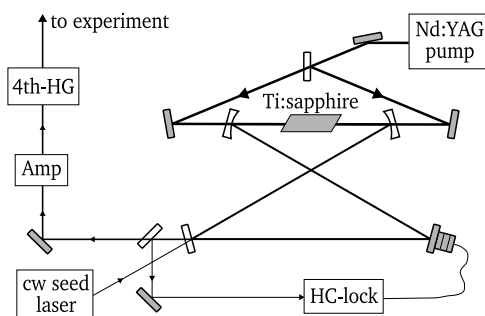 to experiment
Nd:YAG
pump
4th-HG
Ti:sapphire
Amp
cw seed
laser
HC-lock